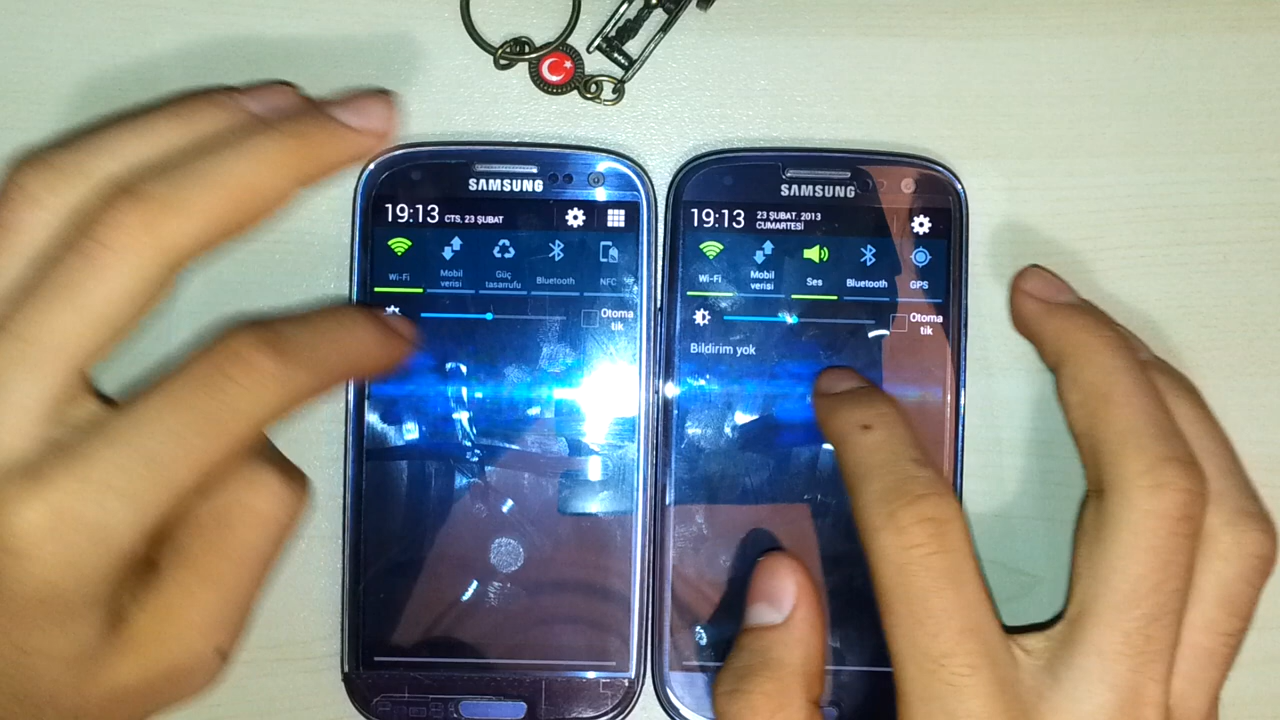 SAMSUNG
19:13 CTS, 23 ŞUBAT
Wi-Fi
Mobil
verisi
Güç
tasarrufu
Bluetooth
NFC
Otoma
tik
SAMSUNG
19:13 23 ŞUBAT 2013
CUMARTESİ
Wi-Fi
Mobil
verisi
Ses
Bluetooth
GPS
Otoma
tik
Bildirim yok